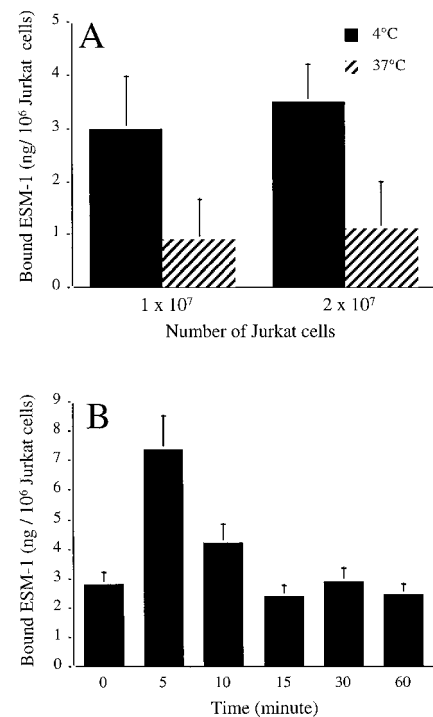 A
Bound ESM-1 (ng/ 10⁶ Jurkat cells)
5
4
3
2
1
0
4°C
37°C
1 x 10⁷
2 x 10⁷
Number of Jurkat cells
B
Bound ESM-1 (ng / 10⁶ Jurkat cells)
9
8
7
6
5
4
3
2
1
0
0 5 10 15 30 60
Time (minute)